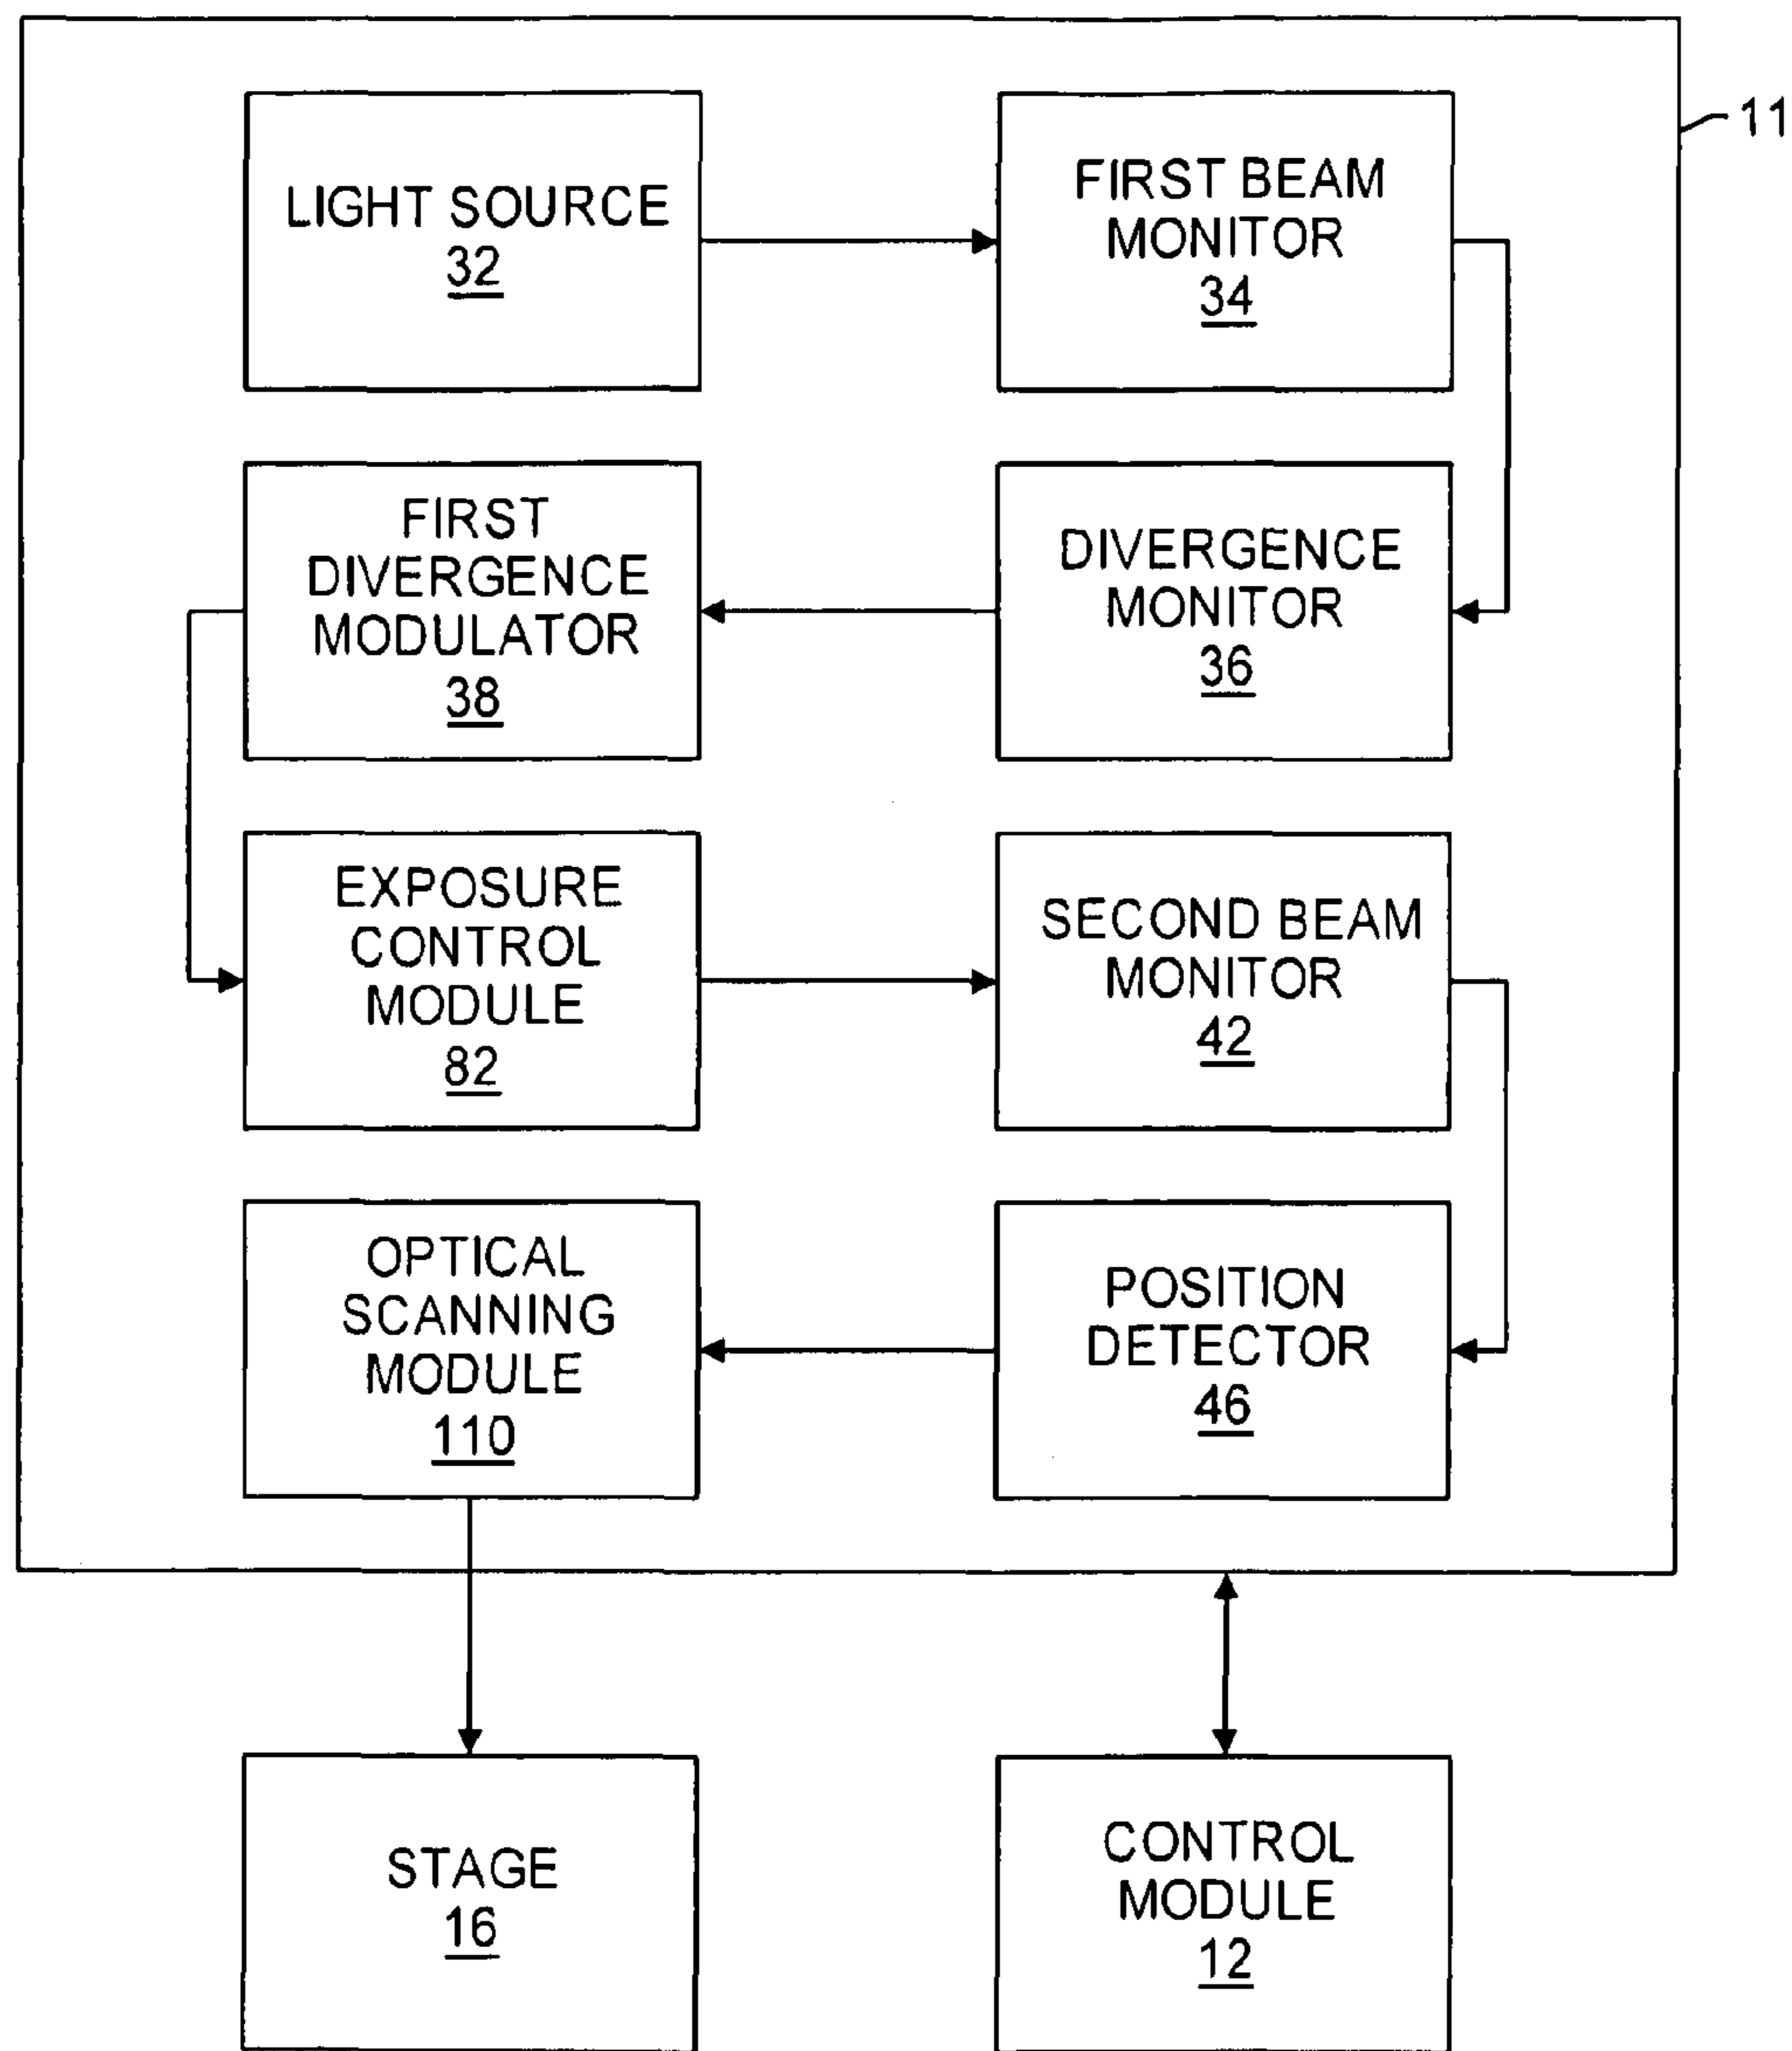 11
LIGHT SOURCE
32
FIRST BEAM
MONITOR
34
FIRST
DIVERGENCE
MODULATOR
38
DIVERGENCE
MONITOR
36
EXPOSURE
CONTROL
MODULE
82
SECOND BEAM
MONITOR
42
OPTICAL
SCANNING
MODULE
110
POSITION
DETECTOR
46
STAGE
16
CONTROL
MODULE
12